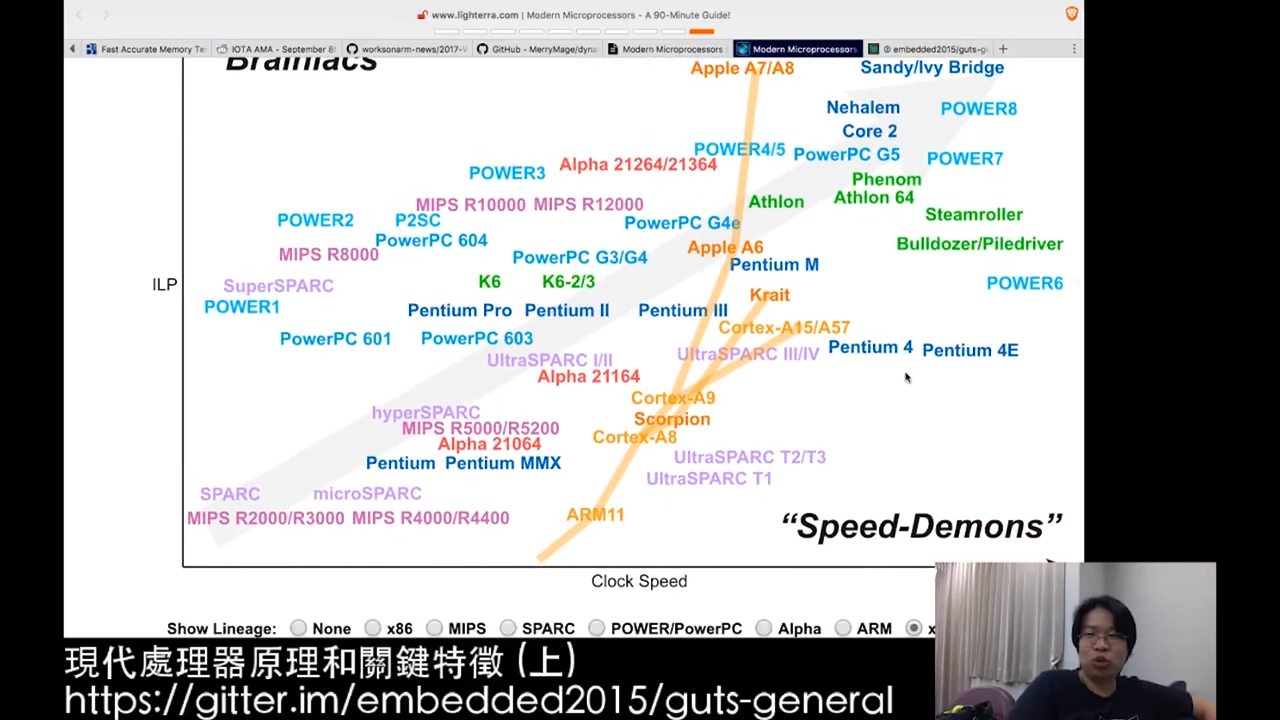 www.lighterra.com | Modern Microprocessors - A 90-Minute Guide!
Fast Accurate Memory Te
IOTA AMA - September 8
worksonarm-news/2017-
GitHub - MerryMage/dyna
Modern Microprocessors
Modern Microprocessors
@ embedded2015/guts-g
"Brainiacs"
Apple A7/A8
Sandy/Ivy Bridge
Nehalem
POWER8
Core 2
POWER4/5
PowerPC G5
POWER7
Alpha 21264/21364
POWER3
Phenom
Athlon 64
Athlon
MIPS R10000
MIPS R12000
Steamroller
POWER2
P2SC
PowerPC G4e
PowerPC 604
Apple A6
Bulldozer/Piledriver
MIPS R8000
PowerPC G3/G4
Pentium M
K6
K6-2/3
POWER6
ILP
SuperSPARC
Krait
POWER1
Pentium Pro
Pentium II
Pentium III
Cortex-A15/A57
PowerPC 601
PowerPC 603
Pentium 4
Pentium 4E
UltraSPARC I/II
UltraSPARC III/IV
Alpha 21164
Cortex-A9
hyperSPARC
Scorpion
MIPS R5000/R5200
Cortex-A8
Alpha 21064
UltraSPARC T2/T3
Pentium
Pentium MMX
UltraSPARC T1
SPARC
microSPARC
MIPS R2000/R3000
MIPS R4000/R4400
ARM11
“Speed-Demons”
Clock Speed
Show Lineage: None x86 MIPS SPARC POWER/PowerPC Alpha ARM x
現代處理器原理和關鍵特徵 (上)
https://gitter.im/embedded2015/guts-general